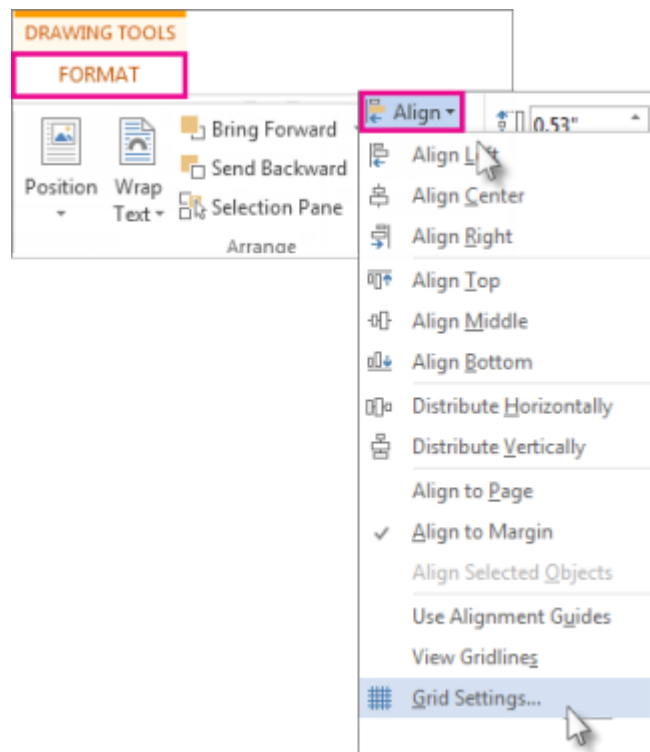 DRAWING TOOLS
FORMAT
Position
Wrap
Text
Bring Forward
Send Backward
Selection Pane
Arrange
Align
0.53"
Align Left
Align Center
Align Right
Align Top
Align Middle
Align Bottom
Distribute Horizontally
Distribute Vertically
Align to Page
Align to Margin
Align Selected Objects
Use Alignment Guides
View Gridlines
Grid Settings...